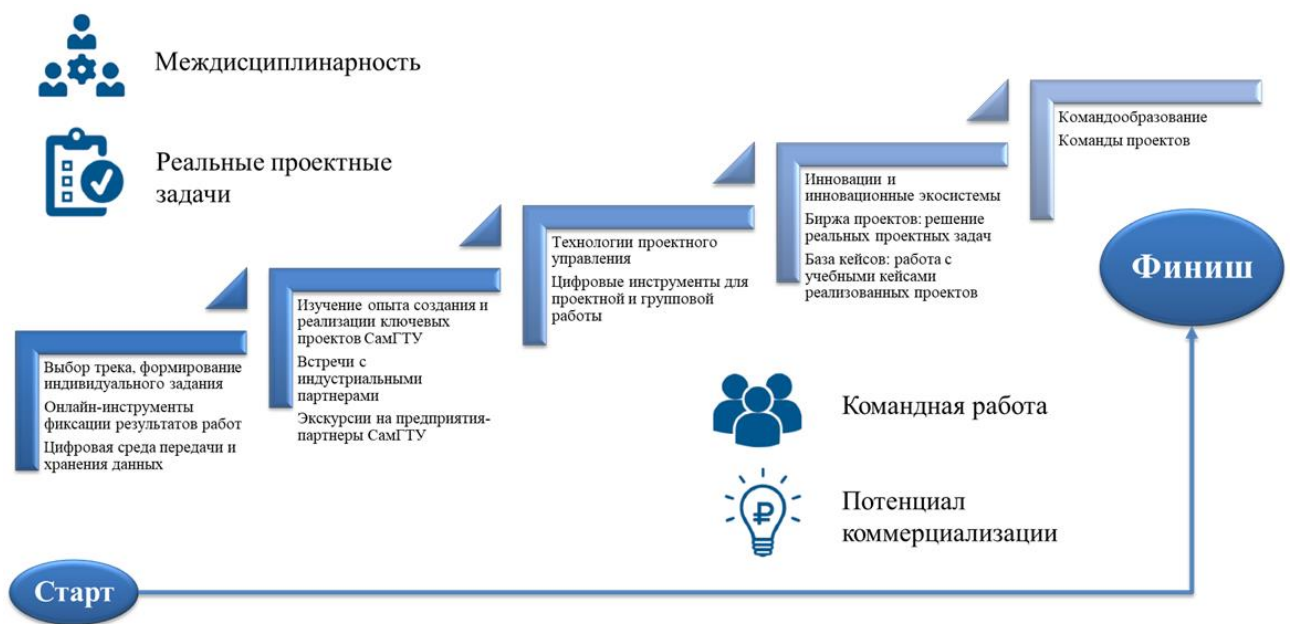 Междисциплинарность
Реальные проектные
задачи
Выбор трека, формирование
индивидуального задания
Онлайн-инструменты
фиксации результатов работ
Цифровая среда передачи и
хранения данных
Изучение опыта создания и
реализации ключевых
проектов СамГТУ
Встречи с
индустриальными
партнерами
Экскурсии на предприятия-
партнеры СамГТУ
Технологии проектного
управления
Цифровые инструменты для
проектной и групповой
работы
Инновации и
инновационные экосистемы
Биржа проектов: решение
реальных проектных задач
База кейсов: работа с
учебными кейсами
реализованных проектов
Командообразование
Команды проектов
Финиш
Командная работа
₽
Потенциал
коммерциализации
Старт